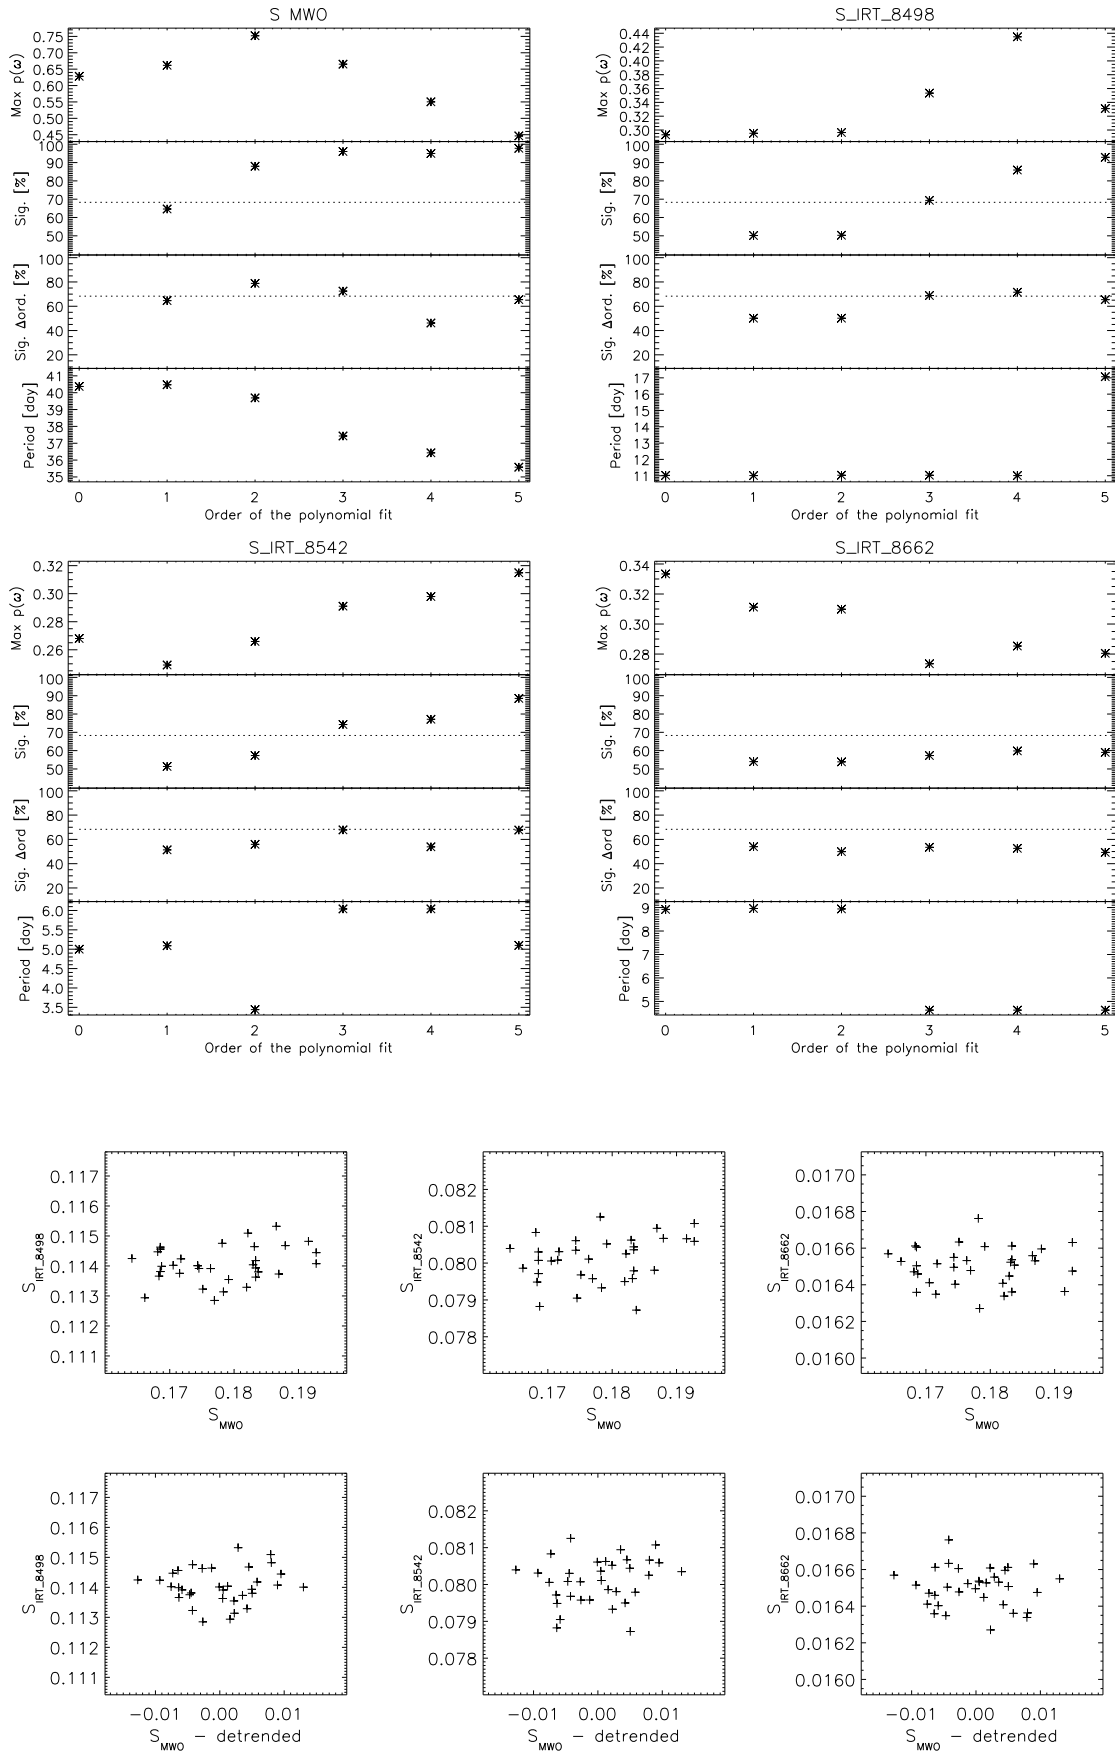 S MWO
Max p(ω)
0.75
0.70
0.65
0.60
0.55
0.50
0.45
Sig. [%]
100
90
80
70
60
50
Sig. Δord. [%]
100
80
60
40
20
Period [day]
41
40
39
38
37
36
35
0 1 2 3 4 5
Order of the polynomial fit
S_IRT_8498
Max p(ω)
0.44
0.42
0.40
0.38
0.36
0.34
0.32
0.30
Sig. [%]
100
90
80
70
60
50
Sig. Δord. [%]
100
80
60
40
20
Period [day]
17
16
15
14
13
12
11
0 1 2 3 4 5
Order of the polynomial fit
S_IRT_8542
Max p(ω)
0.32
0.30
0.28
0.26
Sig. [%]
100
90
80
70
60
50
Sig. Δord [%]
100
80
60
40
20
Period [day]
6.0
5.5
5.0
4.5
4.0
3.5
0 1 2 3 4 5
Order of the polynomial fit
S_IRT_8662
Max p(ω)
0.34
0.32
0.30
0.28
Sig. [%]
100
90
80
70
60
50
Sig. Δord [%]
100
80
60
40
20
Period [day]
9
8
7
6
5
0 1 2 3 4 5
Order of the polynomial fit
S IRT_8498
0.117
0.116
0.115
0.114
0.113
0.112
0.111
0.17 0.18 0.19
S MWO
S IRT_8542
0.082
0.081
0.080
0.079
0.078
0.17 0.18 0.19
S MWO
S IRT_8662
0.0170
0.0168
0.0166
0.0164
0.0162
0.0160
0.17 0.18 0.19
S MWO
S IRT_8498
0.117
0.116
0.115
0.114
0.113
0.112
0.111
−0.01 0.00 0.01
S MWO − detrended
S IRT_8542
0.082
0.081
0.080
0.079
0.078
−0.01 0.00 0.01
S MWO − detrended
S IRT_8662
0.0170
0.0168
0.0166
0.0164
0.0162
0.0160
−0.01 0.00 0.01
S MWO − detrended